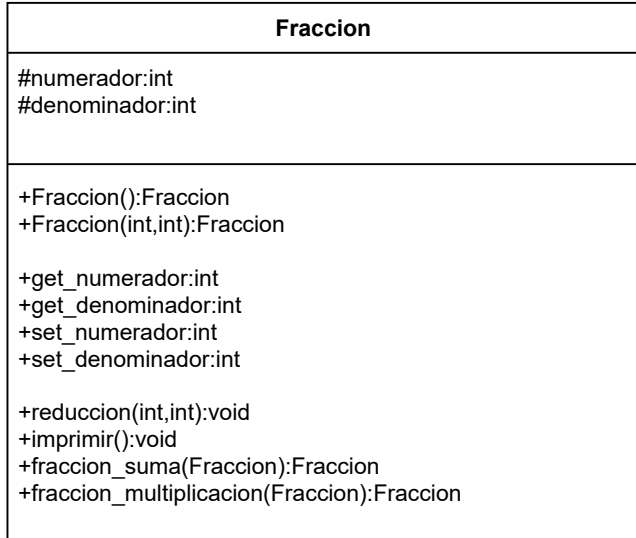 Fraccion
#numerador:int
#denominador:int
+Fraccion():Fraccion
+Fraccion(int,int):Fraccion
+get_numerador:int
+get_denominador:int
+set_numerador:int
+set_denominador:int
+reduccion(int,int):void
+imprimir():void
+fraccion_suma(Fraccion):Fraccion
+fraccion_multiplicacion(Fraccion):Fraccion